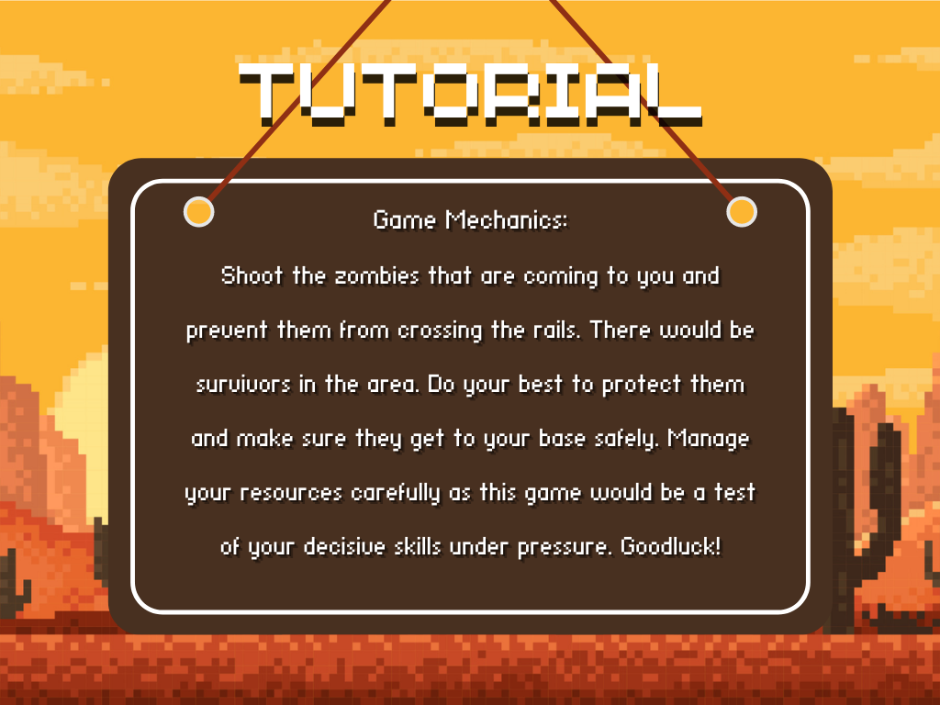 TUTORIAL
Game Mechanics:
Shoot the zombies that are coming to you and
prevent them from crossing the rails. There would be
survivors in the area. Do your best to protect them
and make sure they get to your base safely. Manage
your resources carefully as this game would be a test
of your decisive skills under pressure. Goodluck!